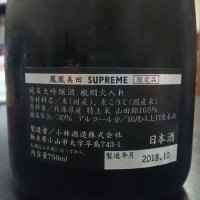 鳳凰美田 SUPREME 限定品
純米大吟醸酒 瓶燗火入れ
原材料名／米(国産)、米こうじ(国産米)
原料米／兵庫県産 特上米 山田錦100％
精米歩合／30％ アルコール分／16度以上17度未満
製造者／小林酒造株式会社
栃木県小山市大字卒島743-1
内容量750ml
日本酒
製造年月 2018.10